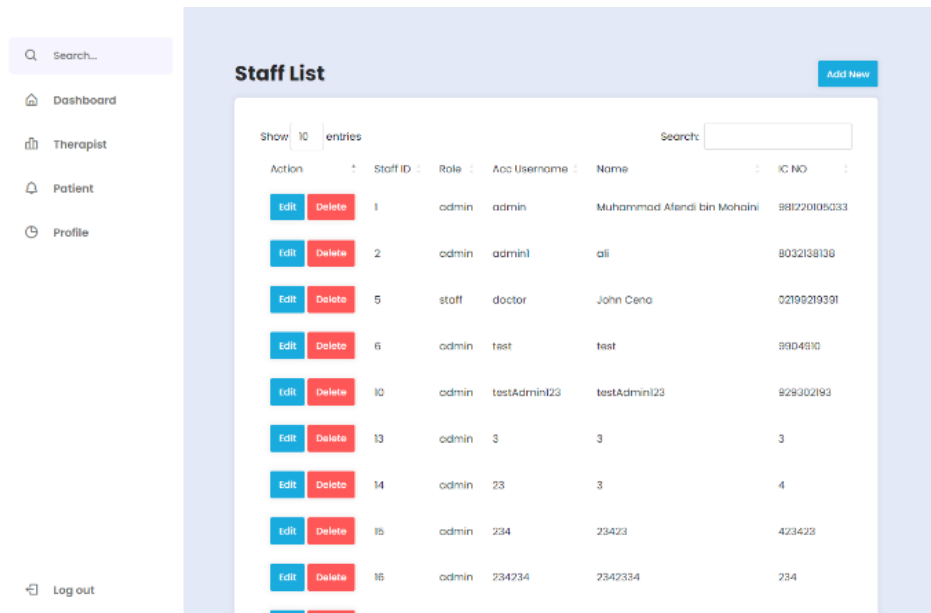 Search...
Dashboard
Therapist
Patient
Profile
Log out
Staff List
Add New
Show 10 entries
Search:
Action Staff ID Role Acc Username Name IC NO
Edit Delete 1 admin admin Muhammad Afendi bin Mohaini 981220105033
Edit Delete 2 admin admin1 ali 8032138138
Edit Delete 5 staff doctor John Cena 02199219391
Edit Delete 6 admin test test 9904910
Edit Delete 10 admin testAdmin123 testAdmin123 929302193
Edit Delete 13 admin 3 3 3
Edit Delete 14 admin 23 3 4
Edit Delete 15 admin 234 23423 423423
Edit Delete 16 admin 234234 2342334 234